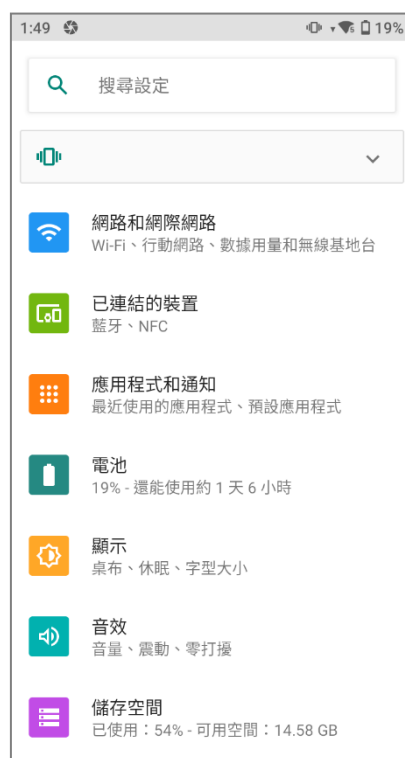 1:49 19%
搜尋設定
網路和網際網路
Wi-Fi、行動網路、數據用量和無線基地台
已連結的裝置
藍牙、NFC
應用程式和通知
最近使用的應用程式、預設應用程式
電池
19% - 還能使用約 1 天 6 小時
顯示
桌布、休眠、字型大小
音效
音量、震動、零打擾
儲存空間
已使用：54% - 可用空間：14.58 GB